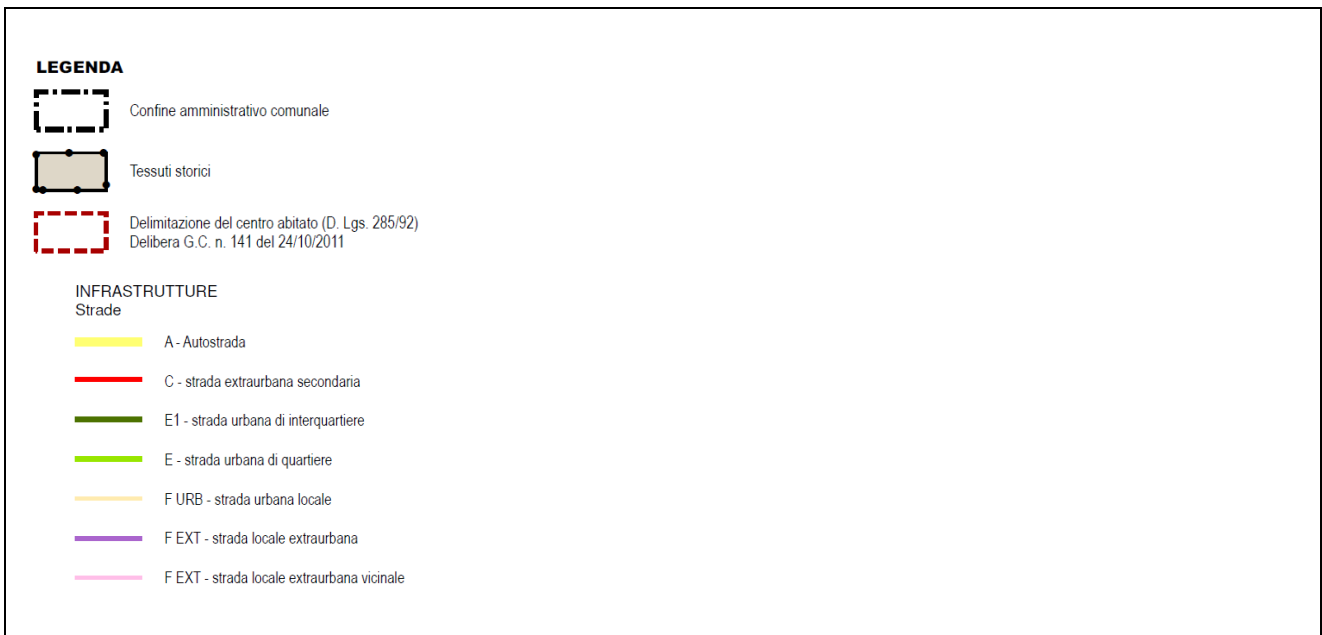 LEGENDA
Confine amministrativo comunale
Tessuti storici
Delimitazione del centro abitato (D. Lgs. 285/92)
Delibera G.C. n. 141 del 24/10/2011
INFRASTRUTTURE
Strade
A - Autostrada
C - strada extraurbana secondaria
E1 - strada urbana di interquartiere
E - strada urbana di quartiere
F URB - strada urbana locale
F EXT - strada locale extraurbana
F EXT - strada locale extraurbana vicinale